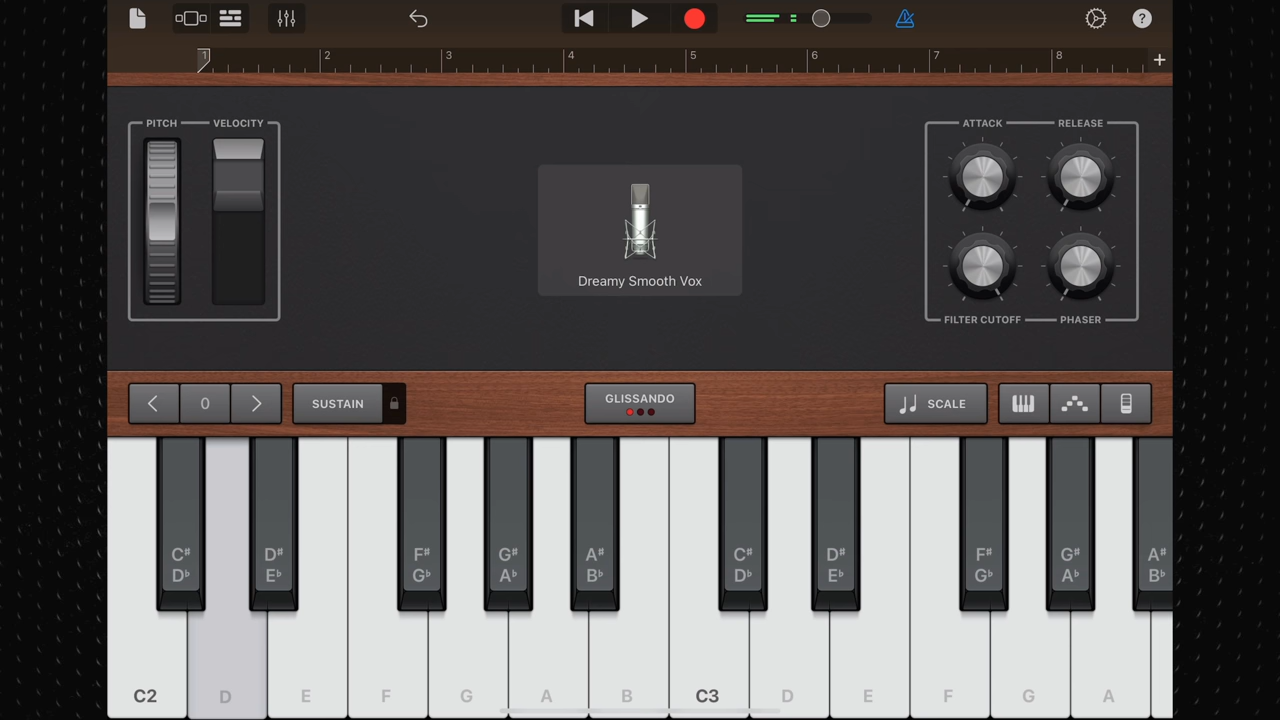 ?
1 2 3 4 5 6 7 8 +
PITCH VELOCITY
ATTACK RELEASE
Dreamy Smooth Vox
FILTER CUTOFF PHASER
0 SUSTAIN GLISSANDO SCALE
C♯ D♯ F♯ G♯ A♯ C♯ D♯ F♯ G♯ A♯
D♭ E♭ G♭ A♭ B♭ D♭ E♭ G♭ A♭ B♭
C2 D E F G A B C3 D E F G A